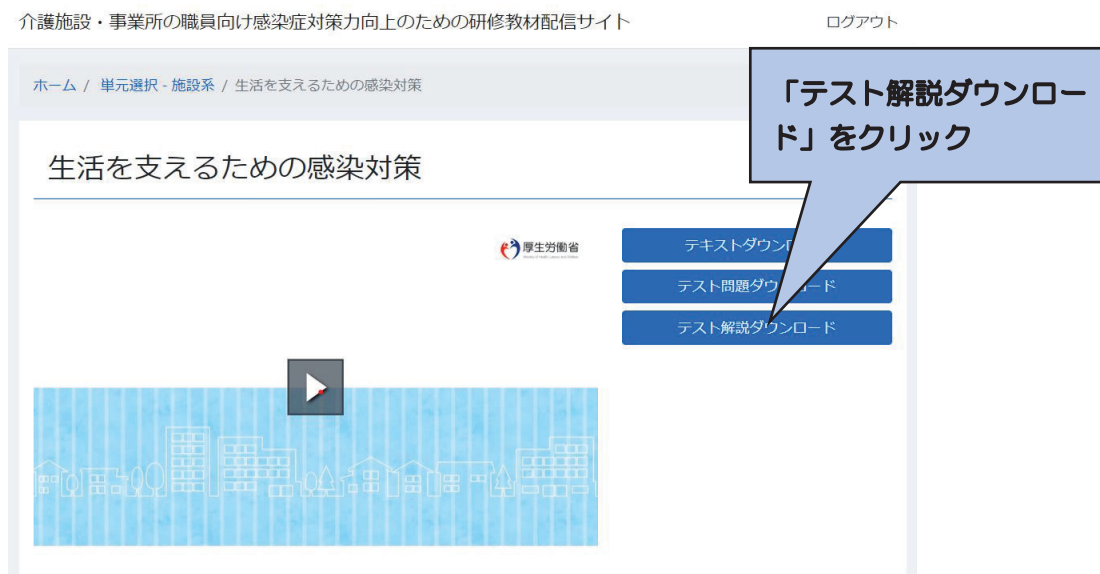 介護施設・事業所の職員向け感染症対策力向上のための研修教材配信サイト
ログアウト
ホーム / 単元選択 - 施設系 / 生活を支えるための感染対策
「テスト解説ダウンロー
ド」をクリック
生活を支えるための感染対策
厚生労働省
テキストダウン
テスト問題ダウ ード
テスト解説ダウンロード